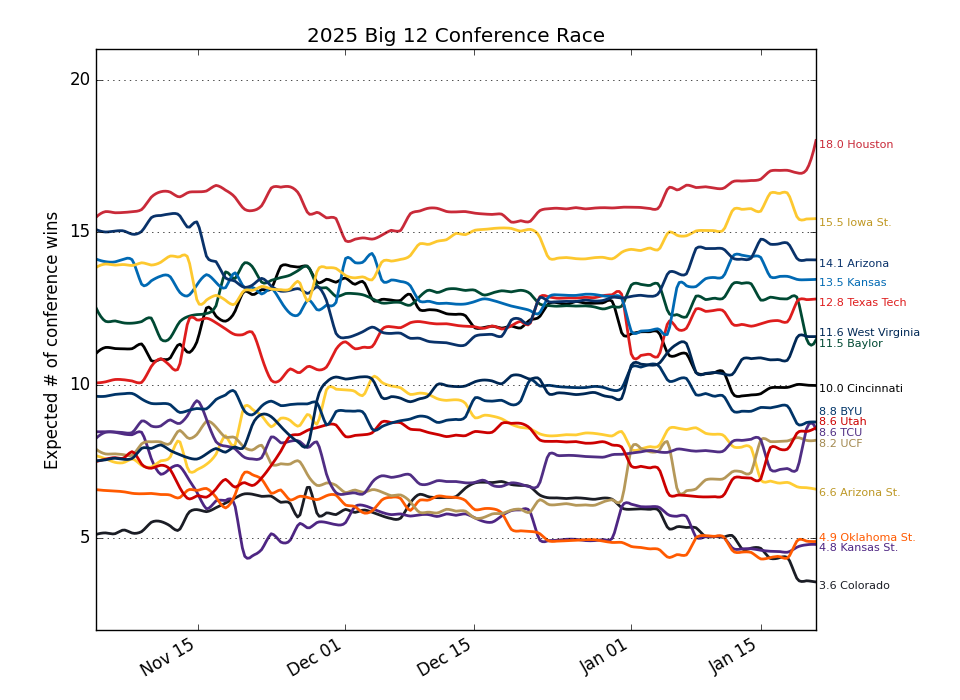 2025 Big 12 Conference Race
Expected # of conference wins
20
15
10
5
18.0 Houston
15.5 Iowa St.
14.1 Arizona
13.5 Kansas
12.8 Texas Tech
11.6 West Virginia
11.5 Baylor
10.0 Cincinnati
8.8 BYU
8.6 Utah
8.6 TCU
8.2 UCF
6.6 Arizona St.
4.9 Oklahoma St.
4.8 Kansas St.
3.6 Colorado
Nov 15
Dec 01
Dec 15
Jan 01
Jan 15